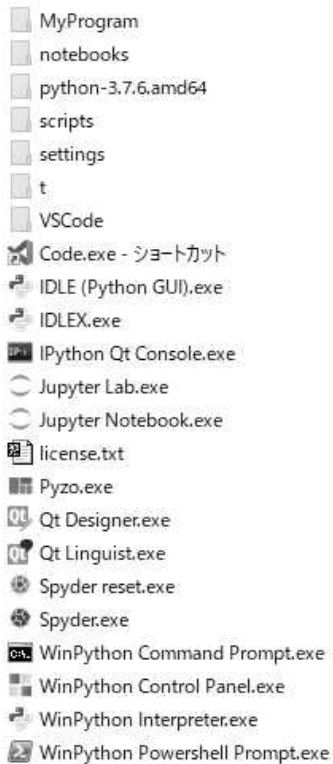 MyProgram
notebooks
python-3.7.6.amd64
scripts
settings
t
VSCode
Code.exe - ショートカット
IDLE (Python GUI).exe
IDLEX.exe
IPython Qt Console.exe
Jupyter Lab.exe
Jupyter Notebook.exe
license.txt
Pyzo.exe
Qt Designer.exe
Qt Linguist.exe
Spyder reset.exe
Spyder.exe
WinPython Command Prompt.exe
WinPython Control Panel.exe
WinPython Interpreter.exe
WinPython Powershell Prompt.exe